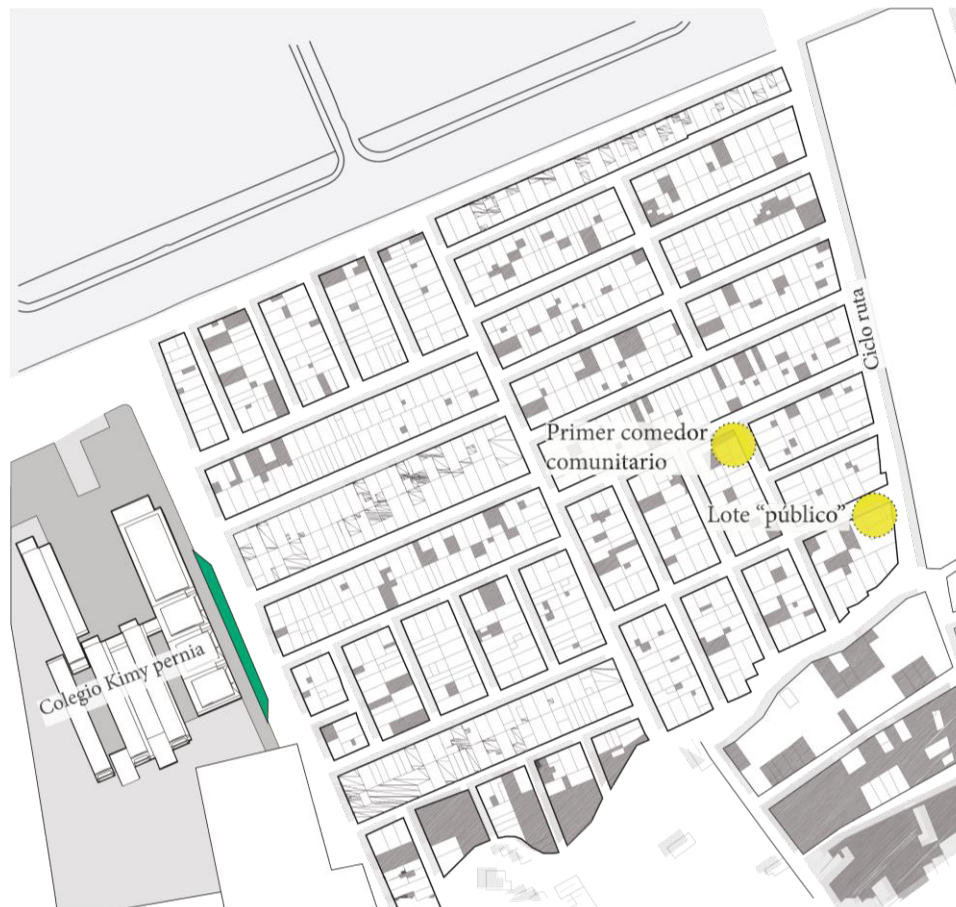 Ciclo ruta
Primer comedor
comunitario
Lote “público”
Colegio Kimy pernia